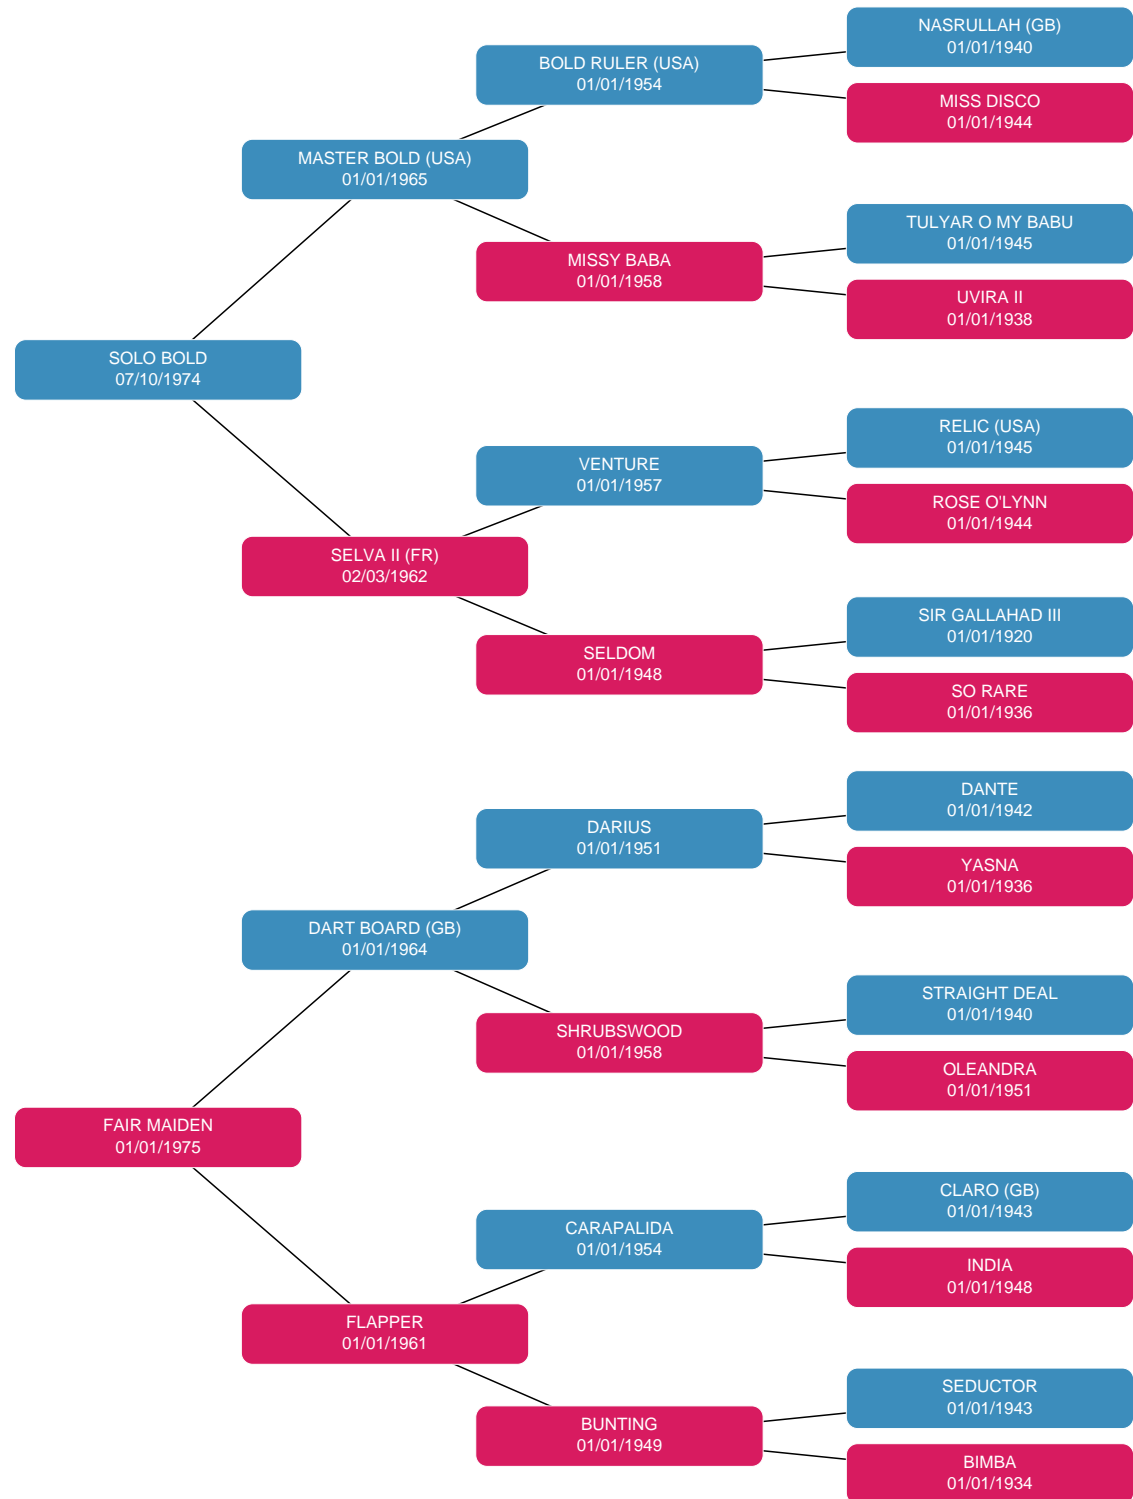 NASRULLAH (GB)
01/01/1940
BOLD RULER (USA)
01/01/1954
MISS DISCO
01/01/1944
MASTER BOLD (USA)
01/01/1965
TULYAR O MY BABU
01/01/1945
MISSY BABA
01/01/1958
UVIRA II
01/01/1938
SOLO BOLD
07/10/1974
RELIC (USA)
01/01/1945
VENTURE
01/01/1957
ROSE O'LYNN
01/01/1944
SELVA II (FR)
02/03/1962
SIR GALLAHAD III
01/01/1920
SELDOM
01/01/1948
SO RARE
01/01/1936
DANTE
01/01/1942
DARIUS
01/01/1951
YASNA
01/01/1936
DART BOARD (GB)
01/01/1964
STRAIGHT DEAL
01/01/1940
SHRUBSWOOD
01/01/1958
OLEANDRA
01/01/1951
FAIR MAIDEN
01/01/1975
CLARO (GB)
01/01/1943
CARAPALIDA
01/01/1954
INDIA
01/01/1948
FLAPPER
01/01/1961
SEDUCTOR
01/01/1943
BUNTING
01/01/1949
BIMBA
01/01/1934